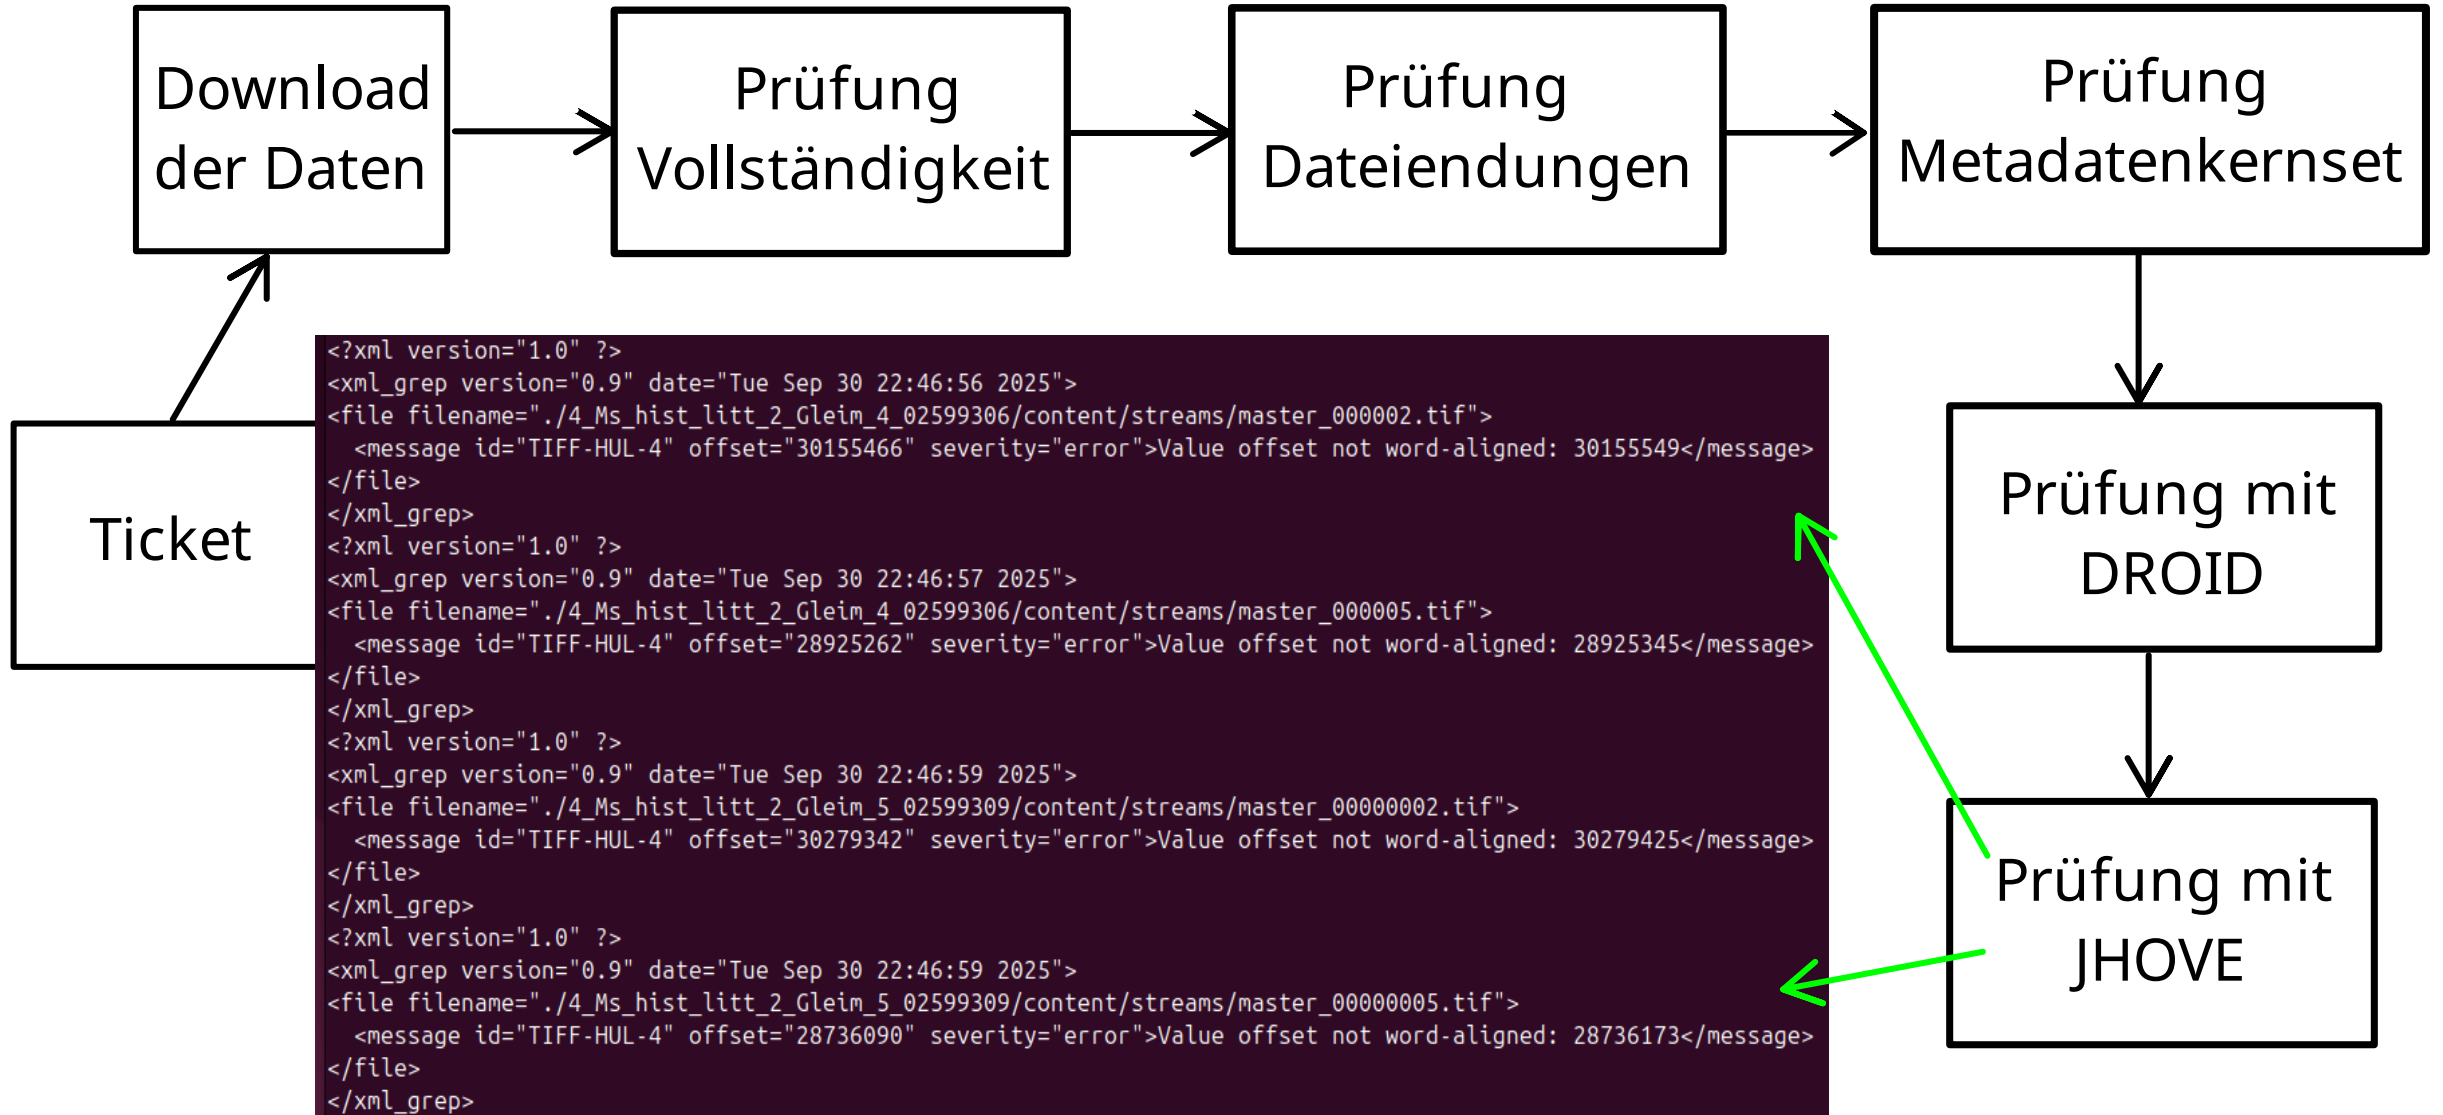 Download
der Daten
Prüfung
Vollständigkeit
Prüfung
Dateiendungen
Prüfung
Metadatenkernset
Ticket
<?xml version="1.0" ?>
<xml_grep version="0.9" date="Tue Sep 30 22:46:56 2025">
<file filename="./4_Ms_hist_litt_2_Gleim_4_02599306/content/streams/master_000002.tif">
  <message id="TIFF-HUL-4" offset="30155466" severity="error">Value offset not word-aligned: 30155549</message>
</file>
</xml_grep>
<?xml version="1.0" ?>
<xml_grep version="0.9" date="Tue Sep 30 22:46:57 2025">
<file filename="./4_Ms_hist_litt_2_Gleim_4_02599306/content/streams/master_000005.tif">
  <message id="TIFF-HUL-4" offset="28925262" severity="error">Value offset not word-aligned: 28925345</message>
</file>
</xml_grep>
<?xml version="1.0" ?>
<xml_grep version="0.9" date="Tue Sep 30 22:46:59 2025">
<file filename="./4_Ms_hist_litt_2_Gleim_5_02599309/content/streams/master_00000002.tif">
  <message id="TIFF-HUL-4" offset="30279342" severity="error">Value offset not word-aligned: 30279425</message>
</file>
</xml_grep>
<?xml version="1.0" ?>
<xml_grep version="0.9" date="Tue Sep 30 22:46:59 2025">
<file filename="./4_Ms_hist_litt_2_Gleim_5_02599309/content/streams/master_00000005.tif">
  <message id="TIFF-HUL-4" offset="28736090" severity="error">Value offset not word-aligned: 28736173</message>
</file>
</xml_grep>
Prüfung mit
DROID
Prüfung mit
JHOVE